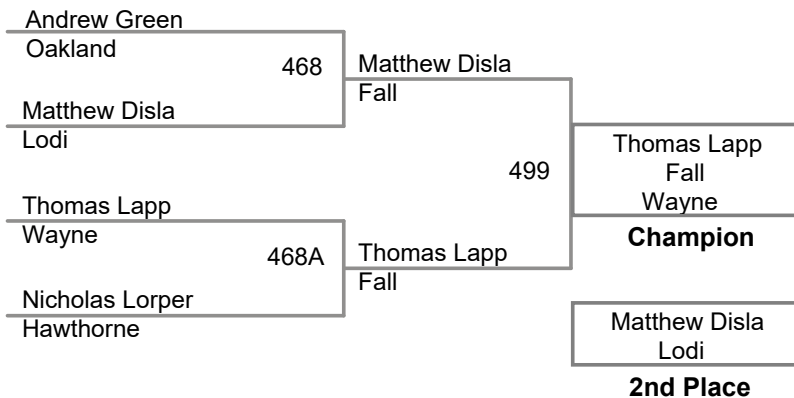 Andrew Green
Oakland
468
Matthew Disla
Fall
Matthew Disla
Lodi
499
Thomas Lapp
Fall
Wayne
Champion
Thomas Lapp
Wayne
468A
Thomas Lapp
Fall
Nicholas Lorper
Hawthorne
Matthew Disla
Lodi
2nd Place